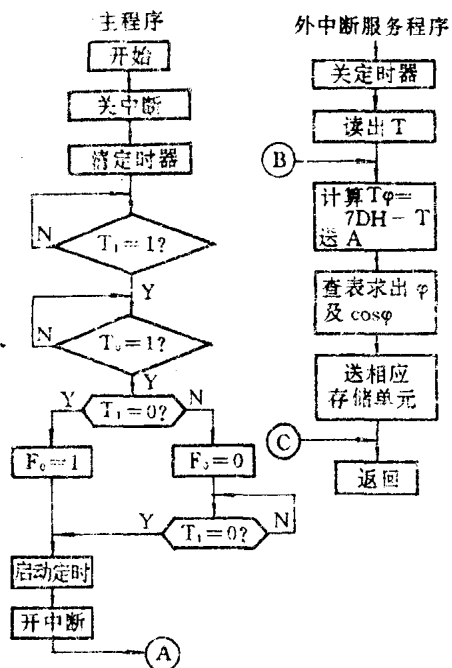 主程序
开始
关中断
清定时器
N
T₁=1?
Y
N
T₀=1?
Y
Y
T₁=0?
N
F₀=1
F₀=0
Y
T₁=0?
N
启动定时
开中断
A
外中断服务程序
关定时器
读出T
B
计算Tφ=
7DH-T
送A
查表求出φ
及cosφ
送相应
存储单元
C
返回